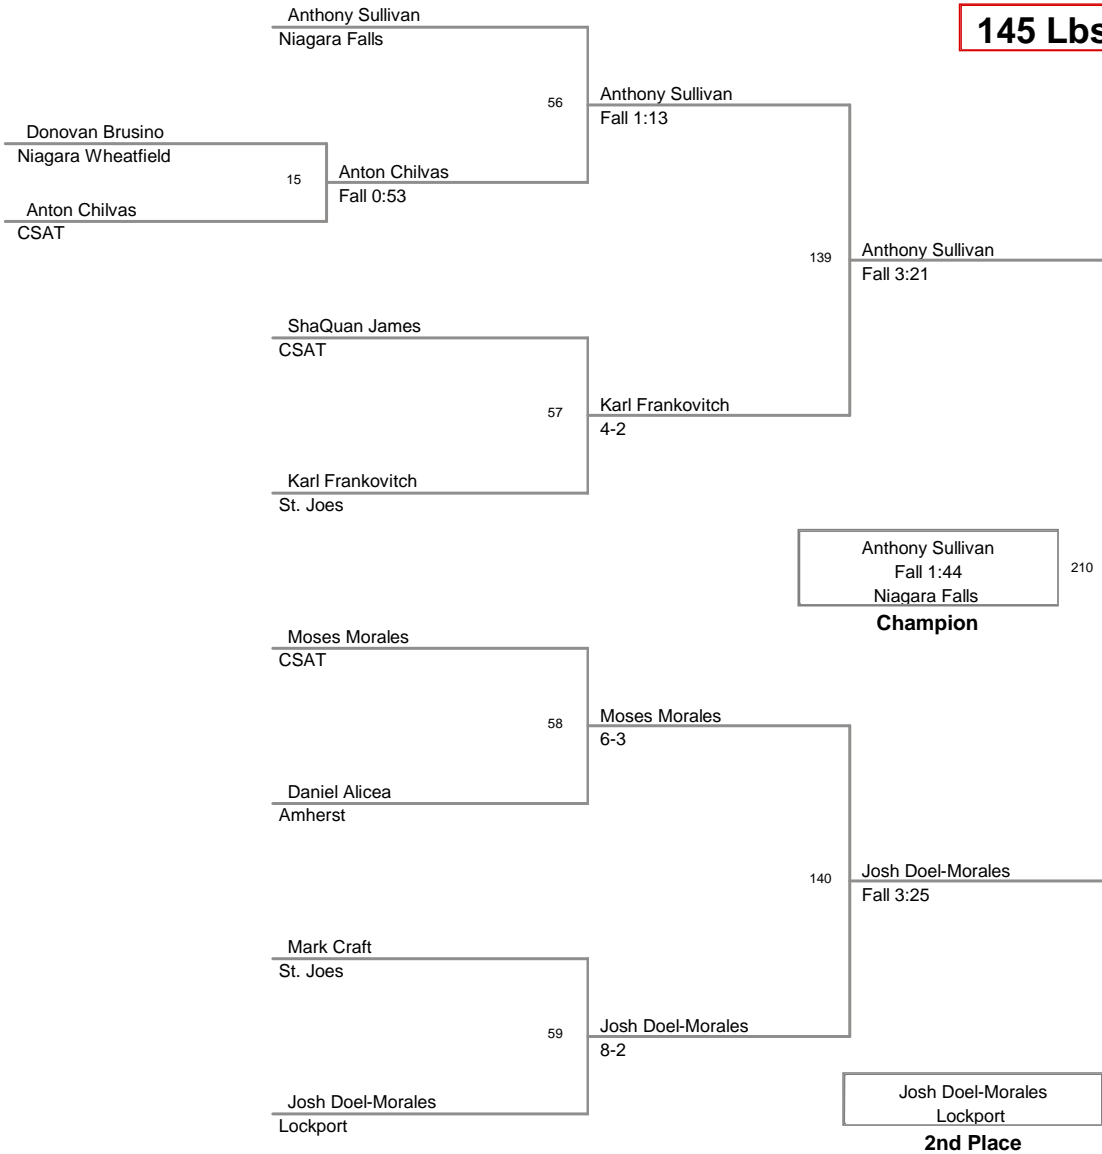 Anthony Sullivan
Niagara Falls
145 Lbs
56
Anthony Sullivan
Fall 1:13
Donovan Brusino
Niagara Wheatfield
15
Anton Chilvas
Fall 0:53
Anton Chilvas
CSAT
139
Anthony Sullivan
Fall 3:21
ShaQuan James
CSAT
57
Karl Frankovitch
4-2
Karl Frankovitch
St. Joes
Anthony Sullivan
Fall 1:44
Niagara Falls
210
Champion
Moses Morales
CSAT
58
Moses Morales
6-3
Daniel Alicea
Amherst
140
Josh Doel-Morales
Fall 3:25
Mark Craft
St. Joes
59
Josh Doel-Morales
8-2
Josh Doel-Morales
Lockport
Josh Doel-Morales
Lockport
2nd Place